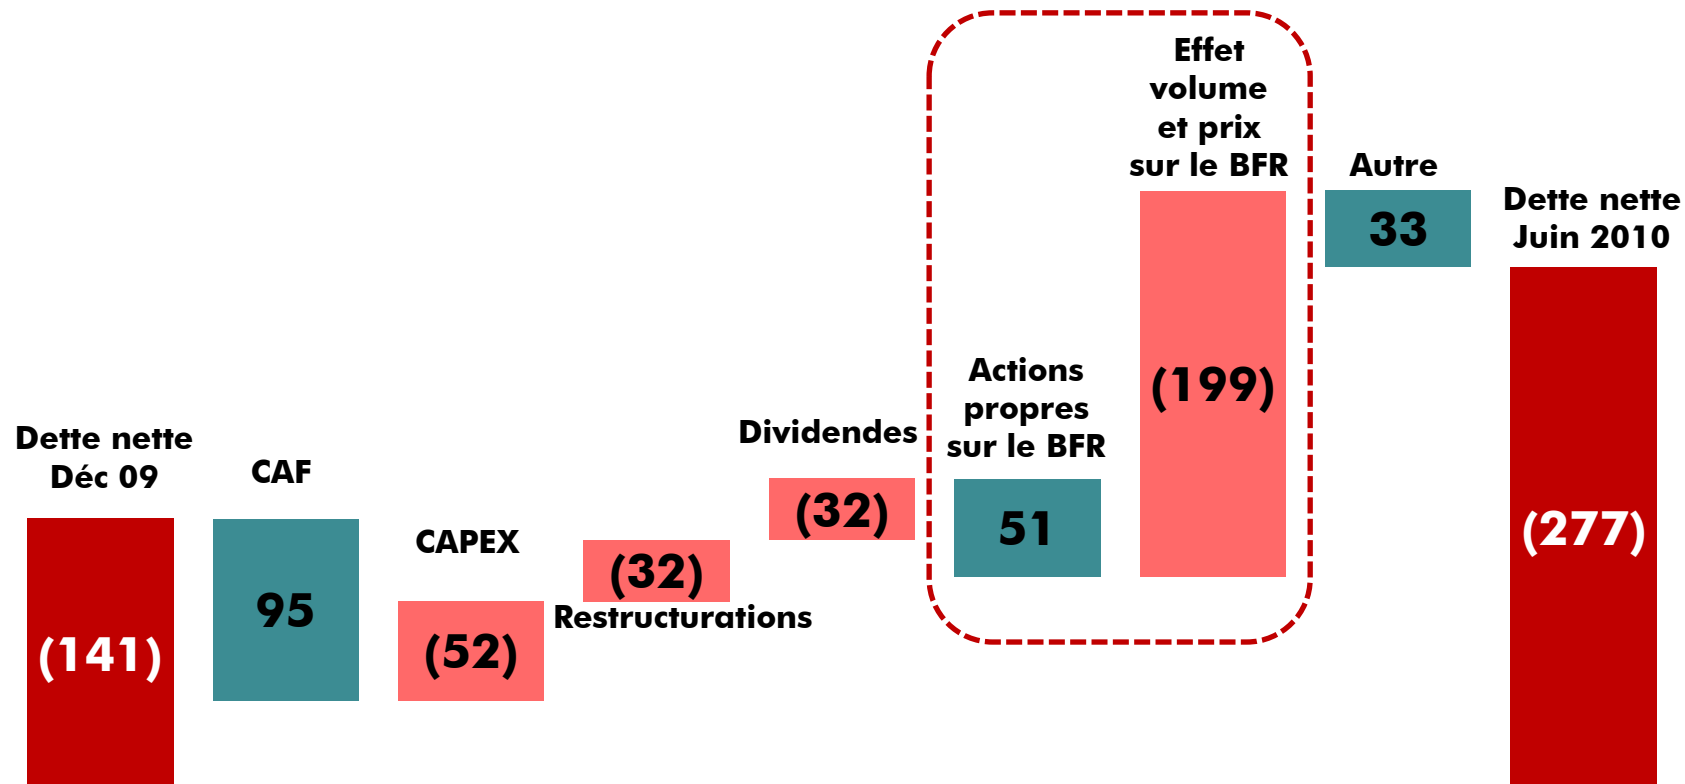 Dette nette
Déc 09
(141)
CAF
95
CAPEX
(52)
(32)
Restructurations
Dividendes
(32)
Actions
propres
sur le BFR
51
Effet
volume
et prix
sur le BFR
(199)
Autre
33
Dette nette
Juin 2010
(277)